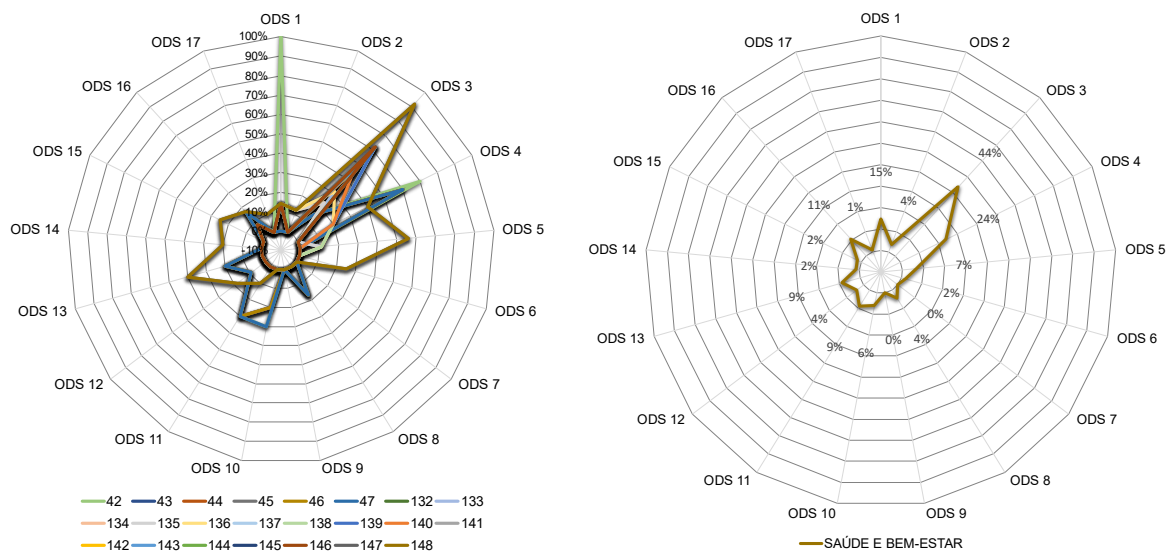 ODS 1
ODS 2
ODS 3
ODS 4
ODS 5
ODS 6
ODS 7
ODS 8
ODS 9
ODS 10
ODS 11
ODS 12
ODS 13
ODS 14
ODS 15
ODS 16
ODS 17
100%
90%
80%
70%
60%
50%
40%
30%
20%
10%
0%
-10%
42 43 44 45 46 47 132 133
134 135 136 137 138 139 140 141
142 143 144 145 146 147 148
ODS 1
ODS 2
ODS 3
ODS 4
ODS 5
ODS 6
ODS 7
ODS 8
ODS 9
ODS 10
ODS 11
ODS 12
ODS 13
ODS 14
ODS 15
ODS 16
ODS 17
15%
4%
44%
24%
7%
2%
0%
4%
0%
6%
9%
4%
9%
2%
2%
11%
1%
SAÚDE E BEM-ESTAR